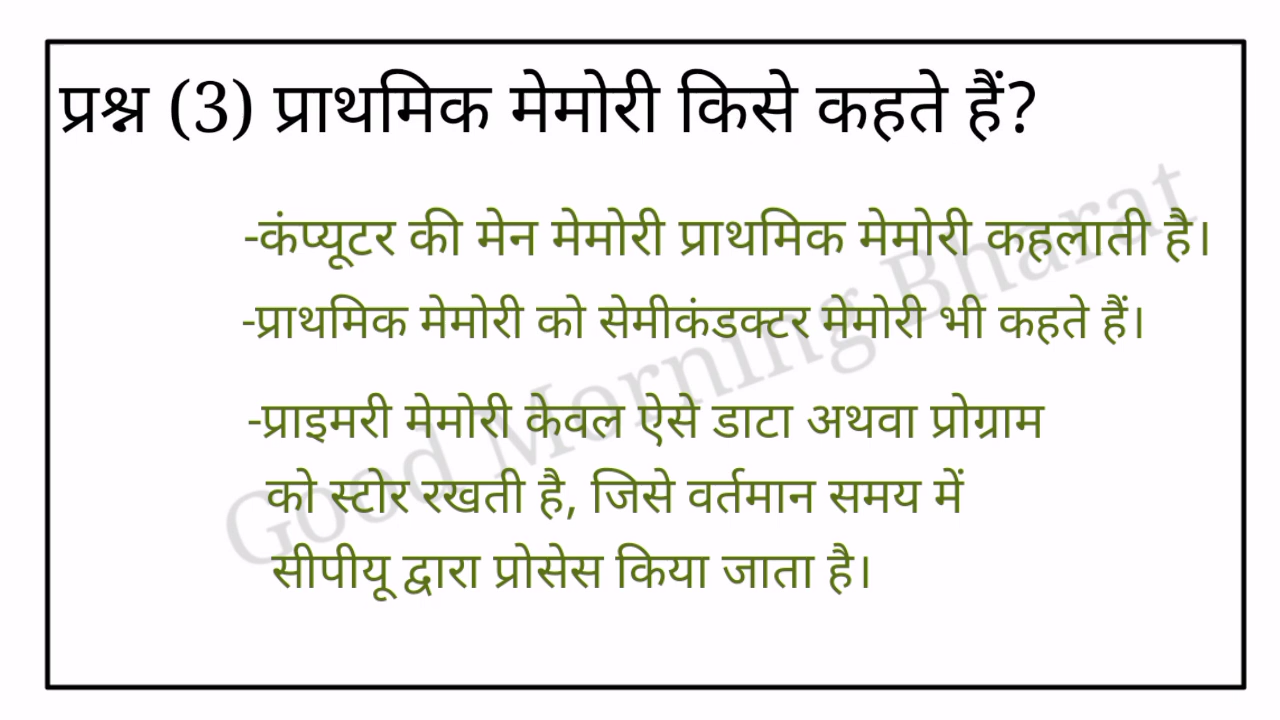 प्रश्न (3) प्राथमिक मेमोरी किसे कहते हैं?
-कंप्यूटर की मेन मेमोरी प्राथमिक मेमोरी कहलाती है।
-प्राथमिक मेमोरी को सेमीकंडक्टर मेमोरी भी कहते हैं।
-प्राइमरी मेमोरी केवल ऐसे डाटा अथवा प्रोग्राम
को स्टोर रखती है, जिसे वर्तमान समय में
सीपीयू द्वारा प्रोसेस किया जाता है।
Good Morning Bharat